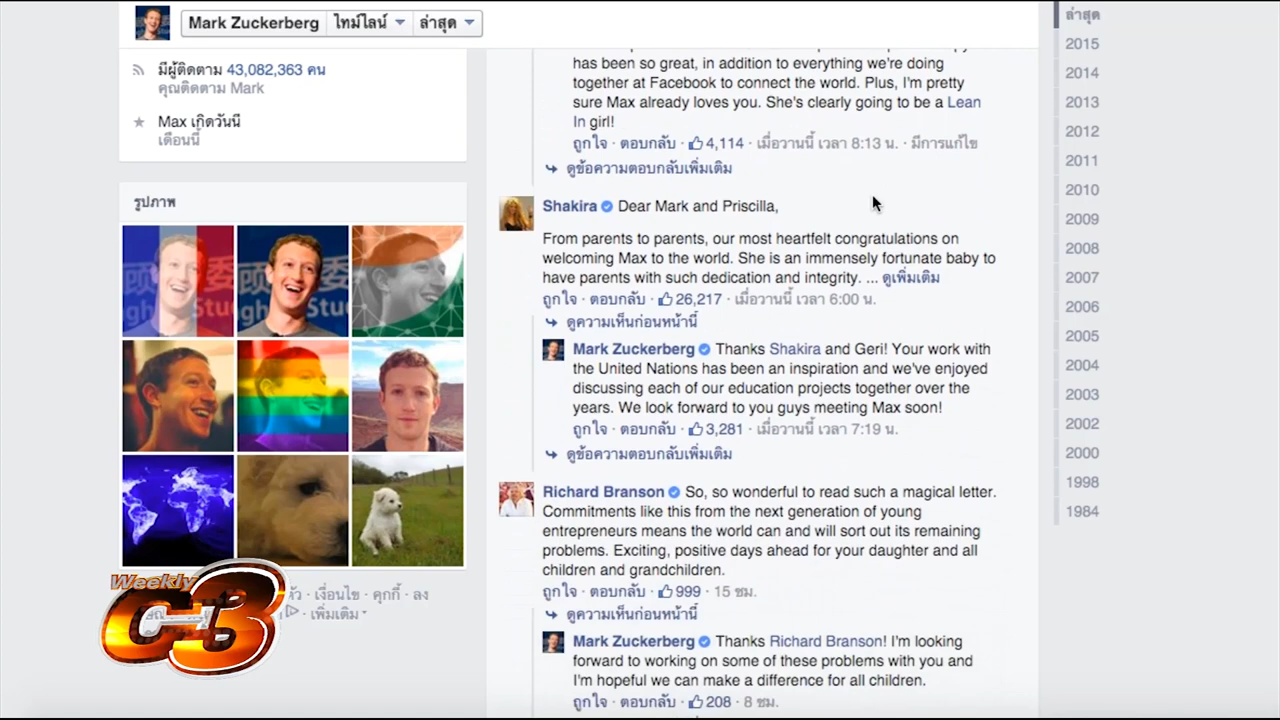 Mark Zuckerberg ไทม์ไลน์ ล่าสุด
มีผู้ติดตาม 43,082,363 คน
คุณติดตาม Mark
Max เกิดวันนี้
เดือนนี้
รูปภาพ
· เงื่อนไข · คุกกี้ · ลง
· เพิ่มเติม
Weekly
C3
has been so great, in addition to everything we're doing
together at Facebook to connect the world. Plus, I'm pretty
sure Max already loves you. She's clearly going to be a Lean
In girl!
ถูกใจ · ตอบกลับ · 4,114 · เมื่อวานนี้ เวลา 8:13 น. · มีการแก้ไข
ดูข้อความตอบกลับเพิ่มเติม
Shakira Dear Mark and Priscilla,
From parents to parents, our most heartfelt congratulations on
welcoming Max to the world. She is an immensely fortunate baby to
have parents with such dedication and integrity. ... ดูเพิ่มเติม
ถูกใจ · ตอบกลับ · 26,217 · เมื่อวานนี้ เวลา 6:00 น.
ดูความเห็นก่อนหน้านี้
Mark Zuckerberg Thanks Shakira and Geri! Your work with
the United Nations has been an inspiration and we've enjoyed
discussing each of our education projects together over the
years. We look forward to you guys meeting Max soon!
ถูกใจ · ตอบกลับ · 3,281 · เมื่อวานนี้ เวลา 7:19 น.
ดูข้อความตอบกลับเพิ่มเติม
Richard Branson So, so wonderful to read such a magical letter.
Commitments like this from the next generation of young
entrepreneurs means the world can and will sort out its remaining
problems. Exciting, positive days ahead for your daughter and all
children and grandchildren.
ถูกใจ · ตอบกลับ · 999 · 15 ชม.
ดูความเห็นก่อนหน้านี้
Mark Zuckerberg Thanks Richard Branson! I'm looking
forward to working on some of these problems with you and
I'm hopeful we can make a difference for all children.
ถูกใจ · ตอบกลับ · 208 · 8 ชม.
ล่าสุด
2015
2014
2013
2012
2011
2010
2009
2008
2007
2006
2005
2004
2003
2002
2000
1998
1984